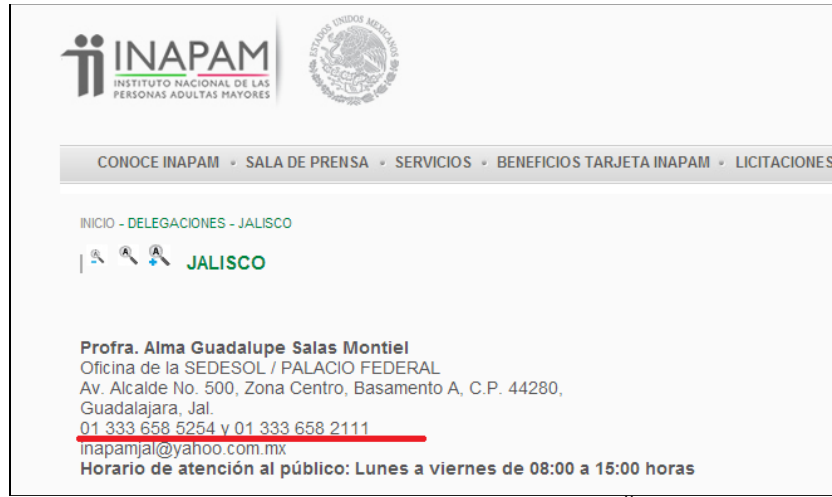 INAPAM
INSTITUTO NACIONAL DE LAS
PERSONAS ADULTAS MAYORES
ESTADOS UNIDOS MEXICANOS
CONOCE INAPAM • SALA DE PRENSA • SERVICIOS • BENEFICIOS TARJETA INAPAM • LICITACIONES
INICIO - DELEGACIONES - JALISCO
| A A A JALISCO
Profra. Alma Guadalupe Salas Montiel
Oficina de la SEDESOL / PALACIO FEDERAL
Av. Alcalde No. 500, Zona Centro, Basamento A, C.P. 44280,
Guadalajara, Jal.
01 333 658 5254 y 01 333 658 2111
inapamjal@yahoo.com.mx
Horario de atención al público: Lunes a viernes de 08:00 a 15:00 horas